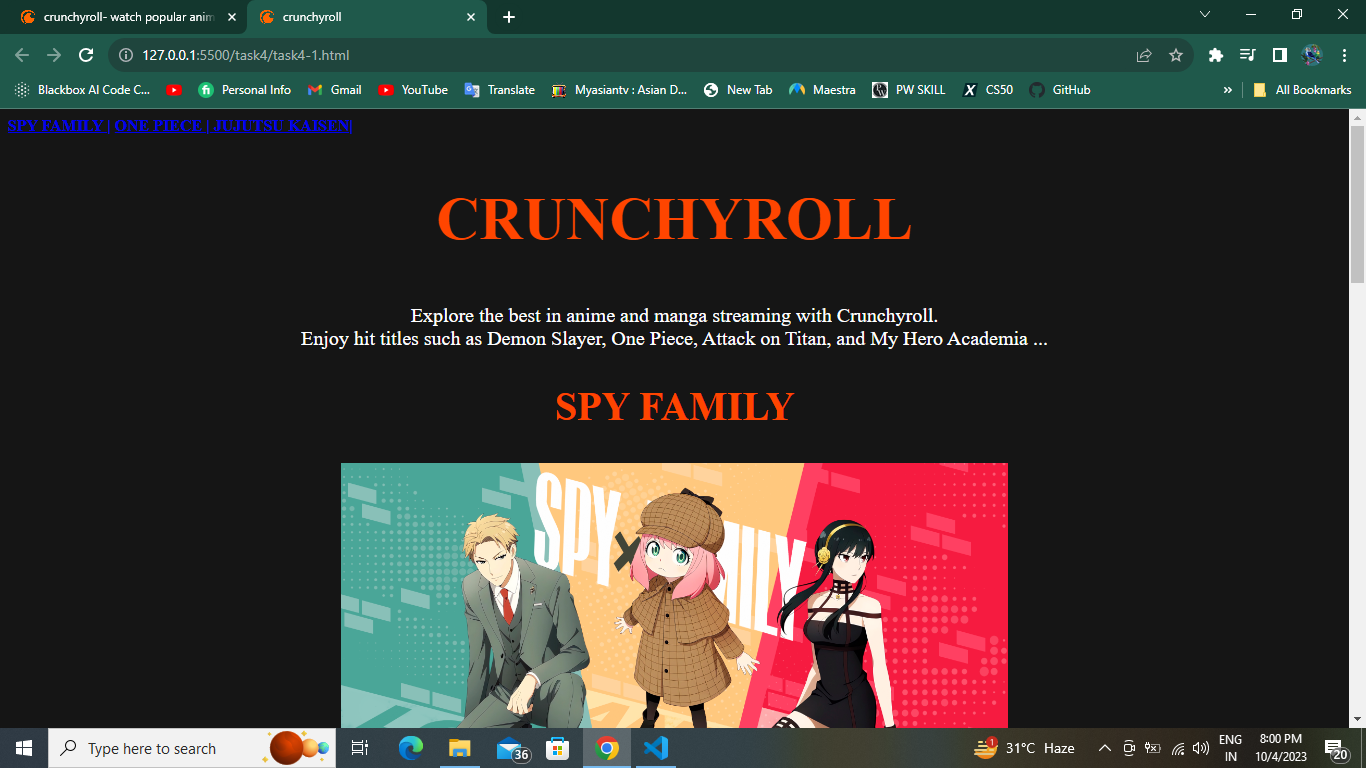 crunchyroll- watch popular anim
crunchyroll
127.0.0.1:5500/task4/task4-1.html
Blackbox AI Code C... Personal Info Gmail YouTube Translate Myasiantv : Asian D... New Tab Maestra PW SKILL CS50 GitHub » All Bookmarks
SPY FAMILY | ONE PIECE | JUJUTSU KAISEN|
CRUNCHYROLL
Explore the best in anime and manga streaming with Crunchyroll.
Enjoy hit titles such as Demon Slayer, One Piece, Attack on Titan, and My Hero Academia ...
SPY FAMILY
SPY×
MILY
Type here to search
36
1
31°C Haze
ENG
IN
8:00 PM
10/4/2023
20